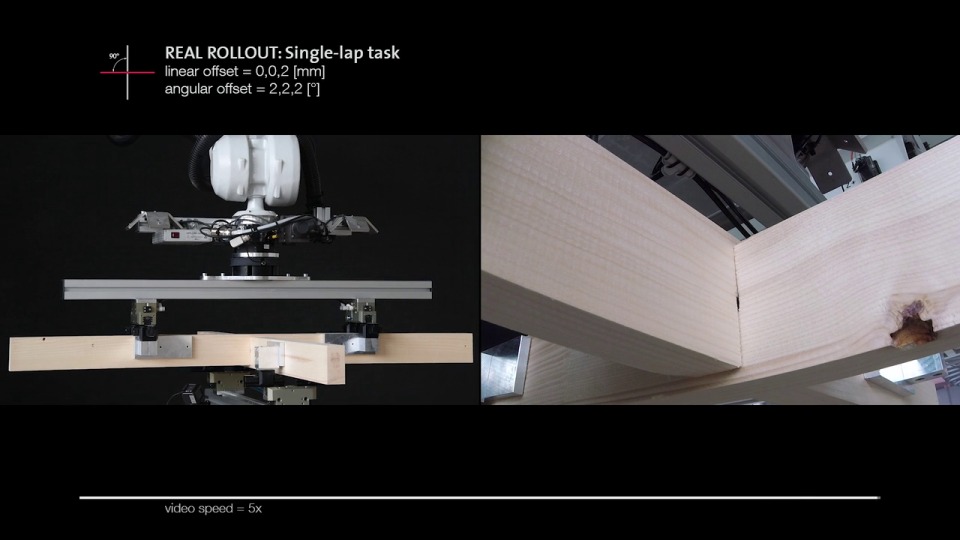 90°
REAL ROLLOUT: Single-lap task
linear offset = 0,0,2 [mm]
angular offset = 2,2,2 [°]
video speed = 5x